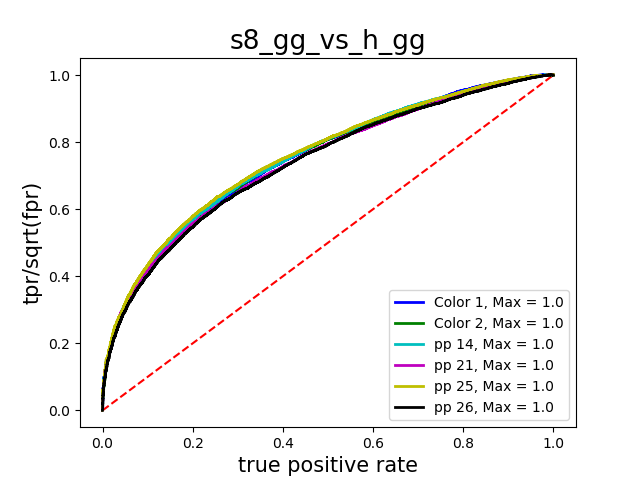 s8_gg_vs_h_gg
tpr/sqrt(fpr)
1.0
0.8
0.6
0.4
0.2
0.0
Color 1, Max = 1.0
Color 2, Max = 1.0
pp 14, Max = 1.0
pp 21, Max = 1.0
pp 25, Max = 1.0
pp 26, Max = 1.0
0.0 0.2 0.4 0.6 0.8 1.0
true positive rate